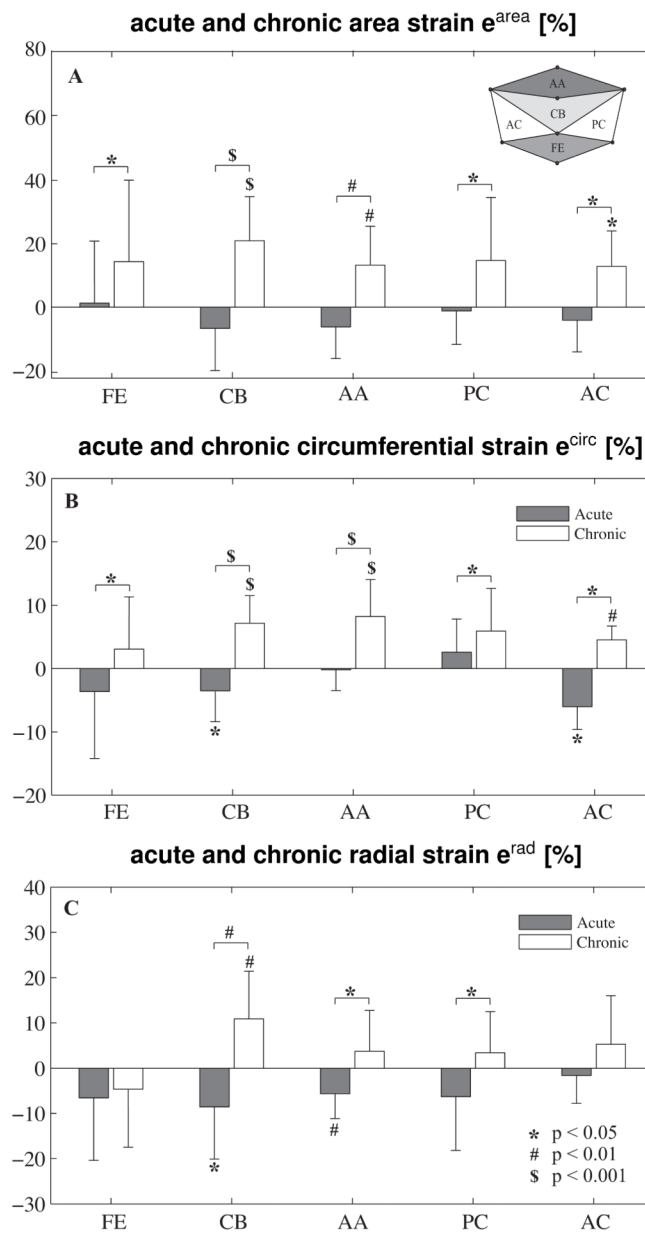 acute and chronic area strain e^area [%]
80
A
AA
60
CB
AC
PC
FE
40
* $ # * *
$ # *
20
0
−20
FE CB AA PC AC
acute and chronic circumferential strain e^circ [%]
30
B
Acute
20
Chronic
* $ $ * *
$ $ #
10
0
−10
* *
−20
FE CB AA PC AC
acute and chronic radial strain e^rad [%]
40
C
Acute
30
Chronic
# * *
#
20
10
0
−10
# 
*
* p < 0.05
# p < 0.01
−20
$ p < 0.001
−30
FE CB AA PC AC